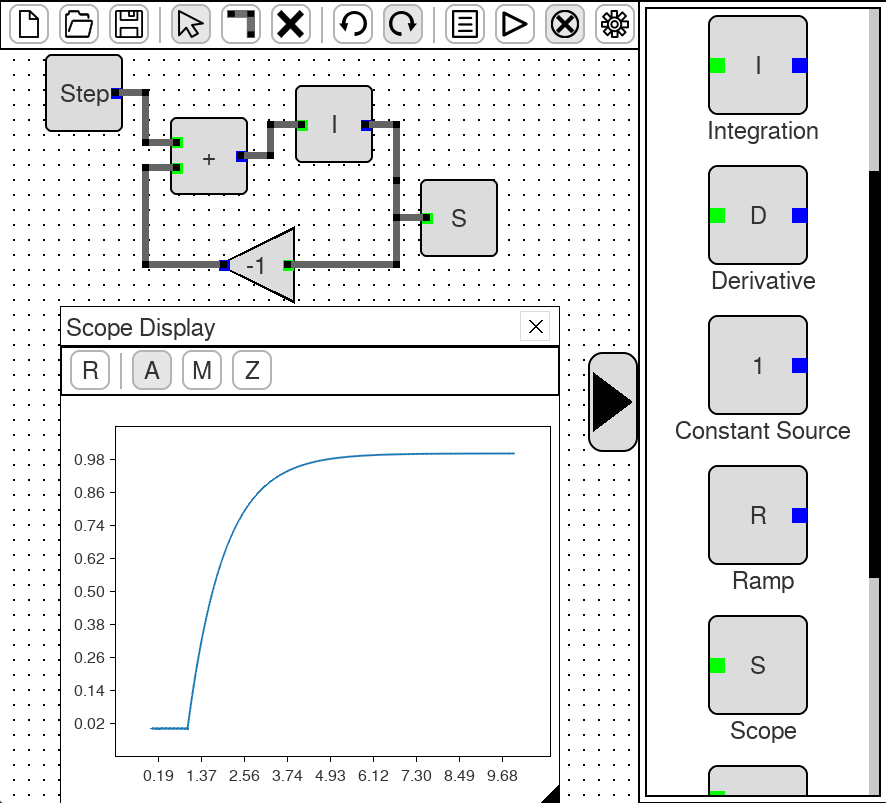 Step
+
I
S
-1
Scope Display
R
A
M
Z
0.98
0.86
0.74
0.62
0.50
0.38
0.26
0.14
0.02
0.19 1.37 2.56 3.74 4.93 6.12 7.30 8.49 9.68
I
Integration
D
Derivative
1
Constant Source
R
Ramp
S
Scope